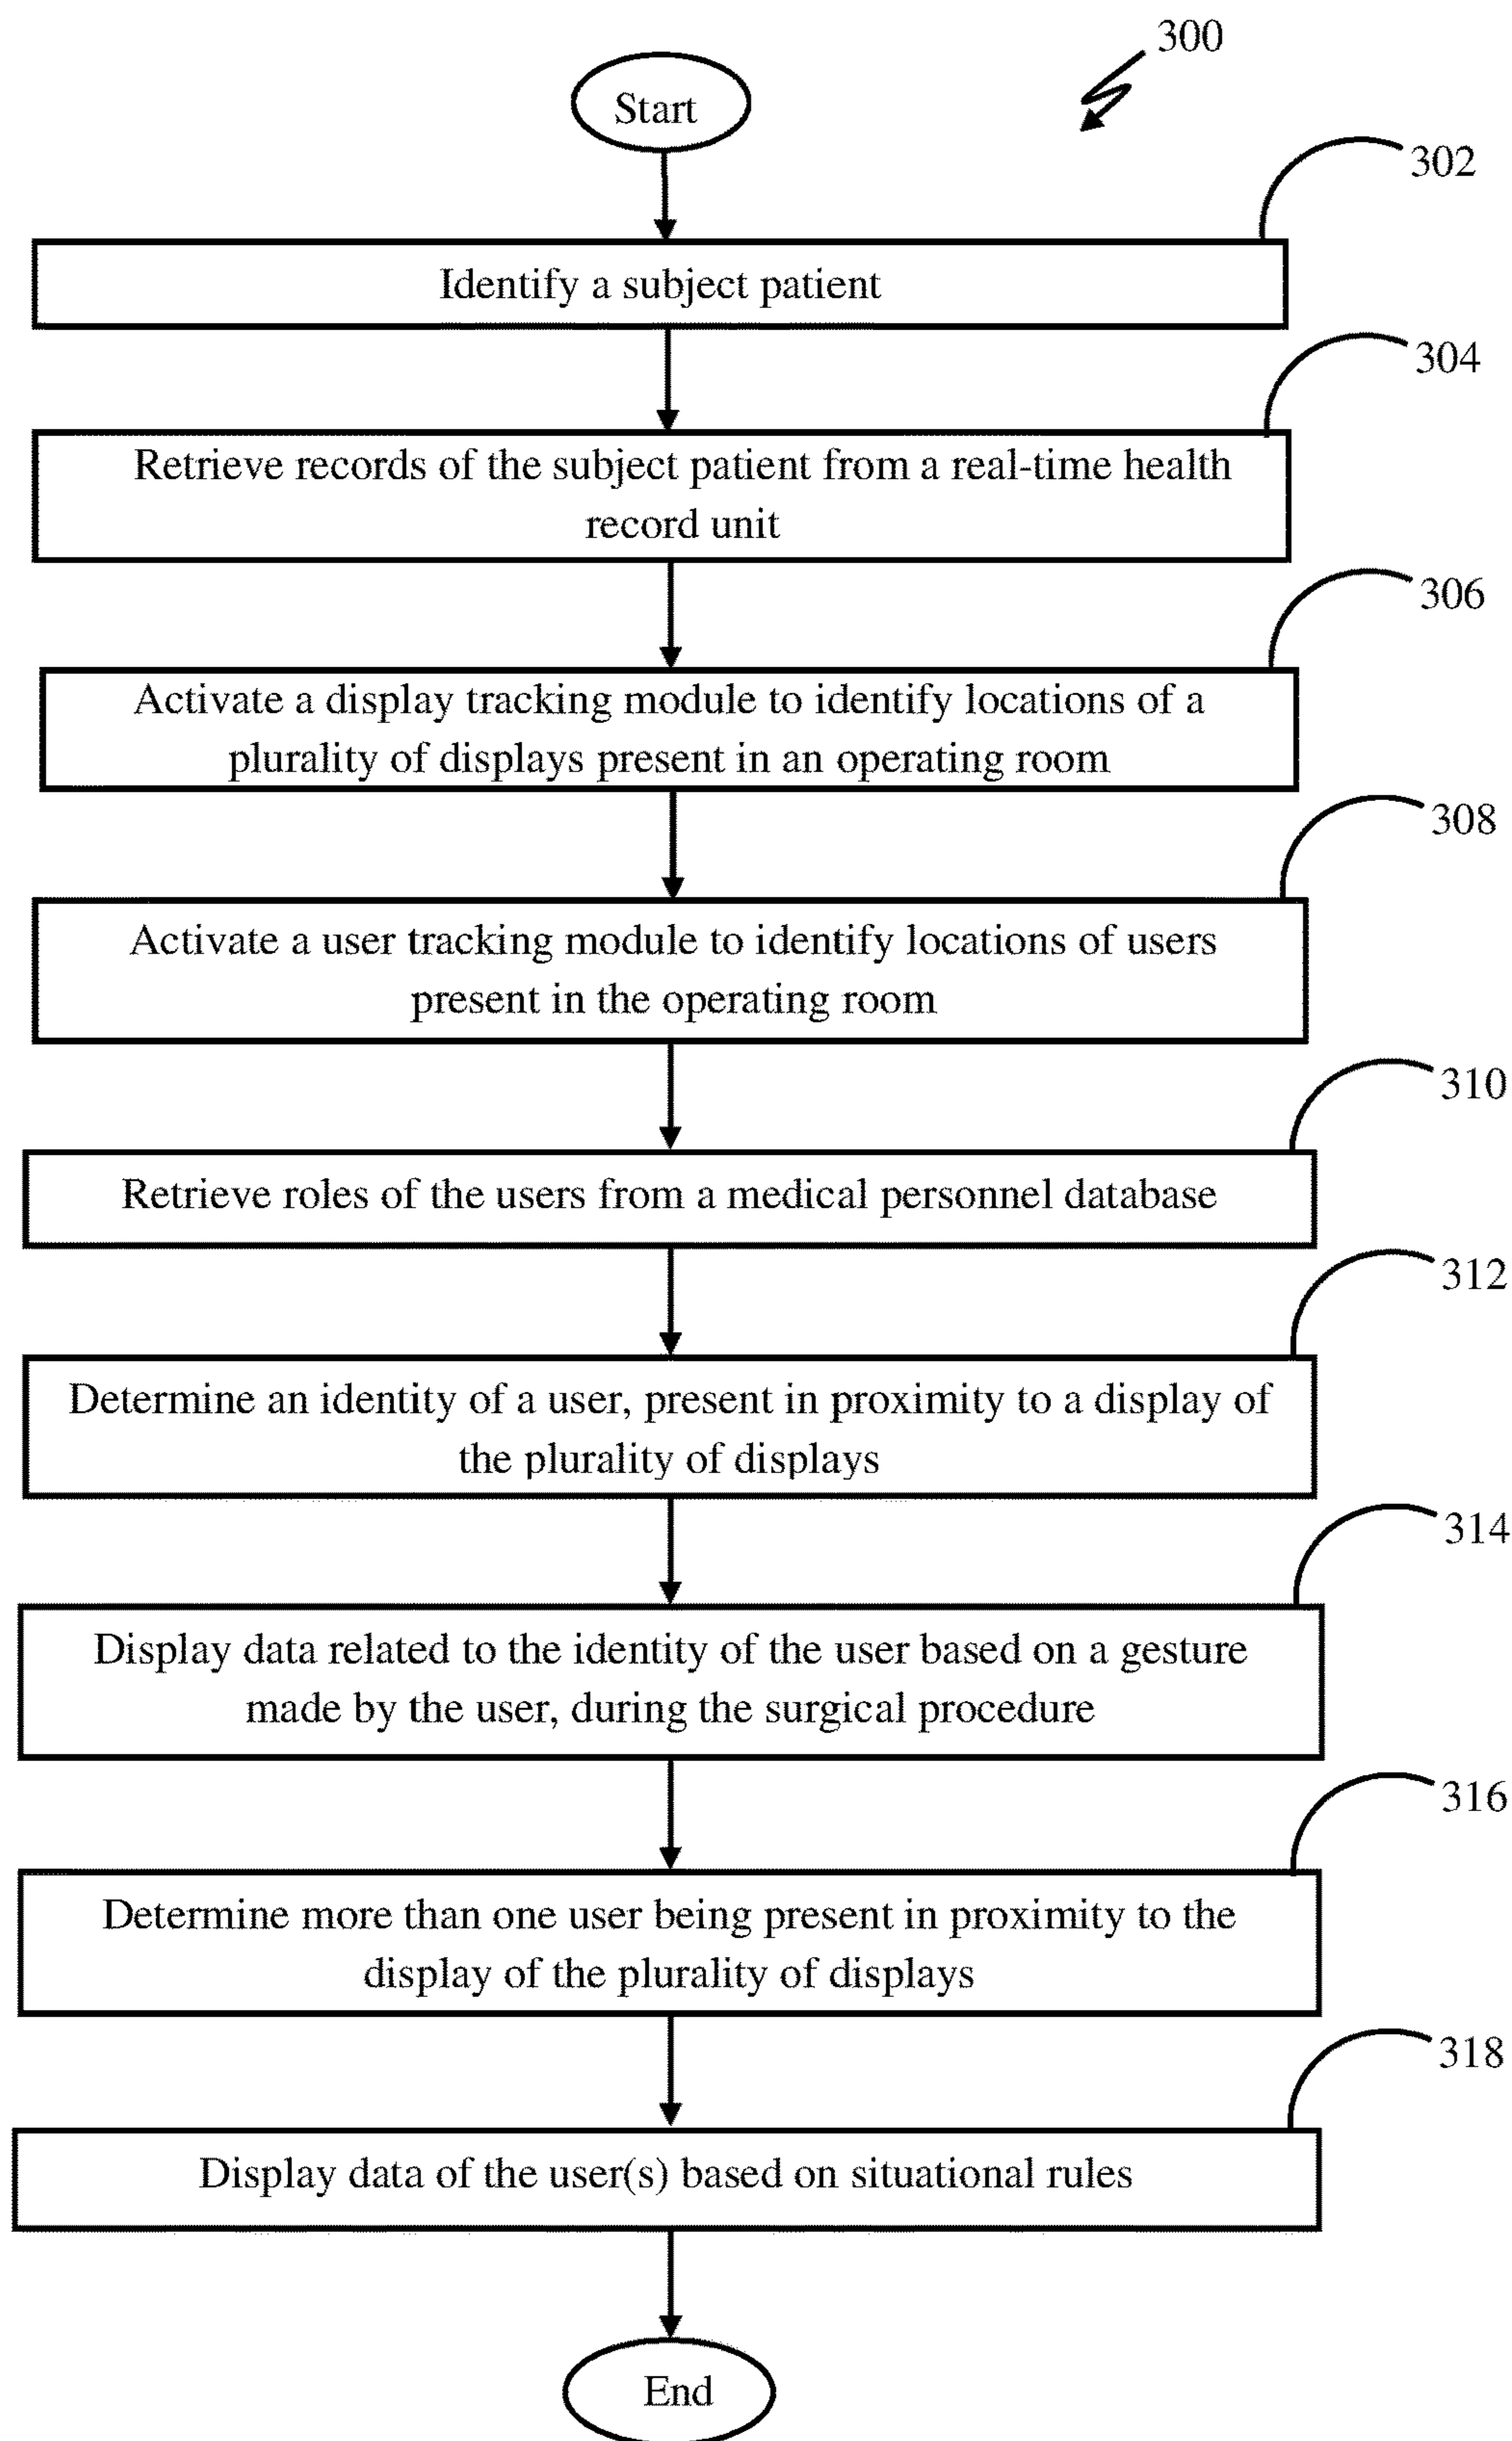 300
Start
302
Identify a subject patient
304
Retrieve records of the subject patient from a real-time health
record unit
306
Activate a display tracking module to identify locations of a
plurality of displays present in an operating room
308
Activate a user tracking module to identify locations of users
present in the operating room
310
Retrieve roles of the users from a medical personnel database
312
Determine an identity of a user, present in proximity to a display of
the plurality of displays
314
Display data related to the identity of the user based on a gesture
made by the user, during the surgical procedure
316
Determine more than one user being present in proximity to the
display of the plurality of displays
318
Display data of the user(s) based on situational rules
End